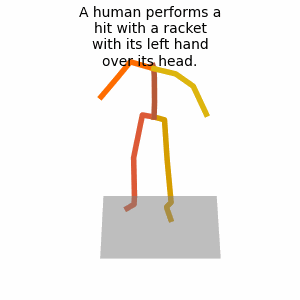 A human performs a
hit with a racket
with its left hand
over its head.